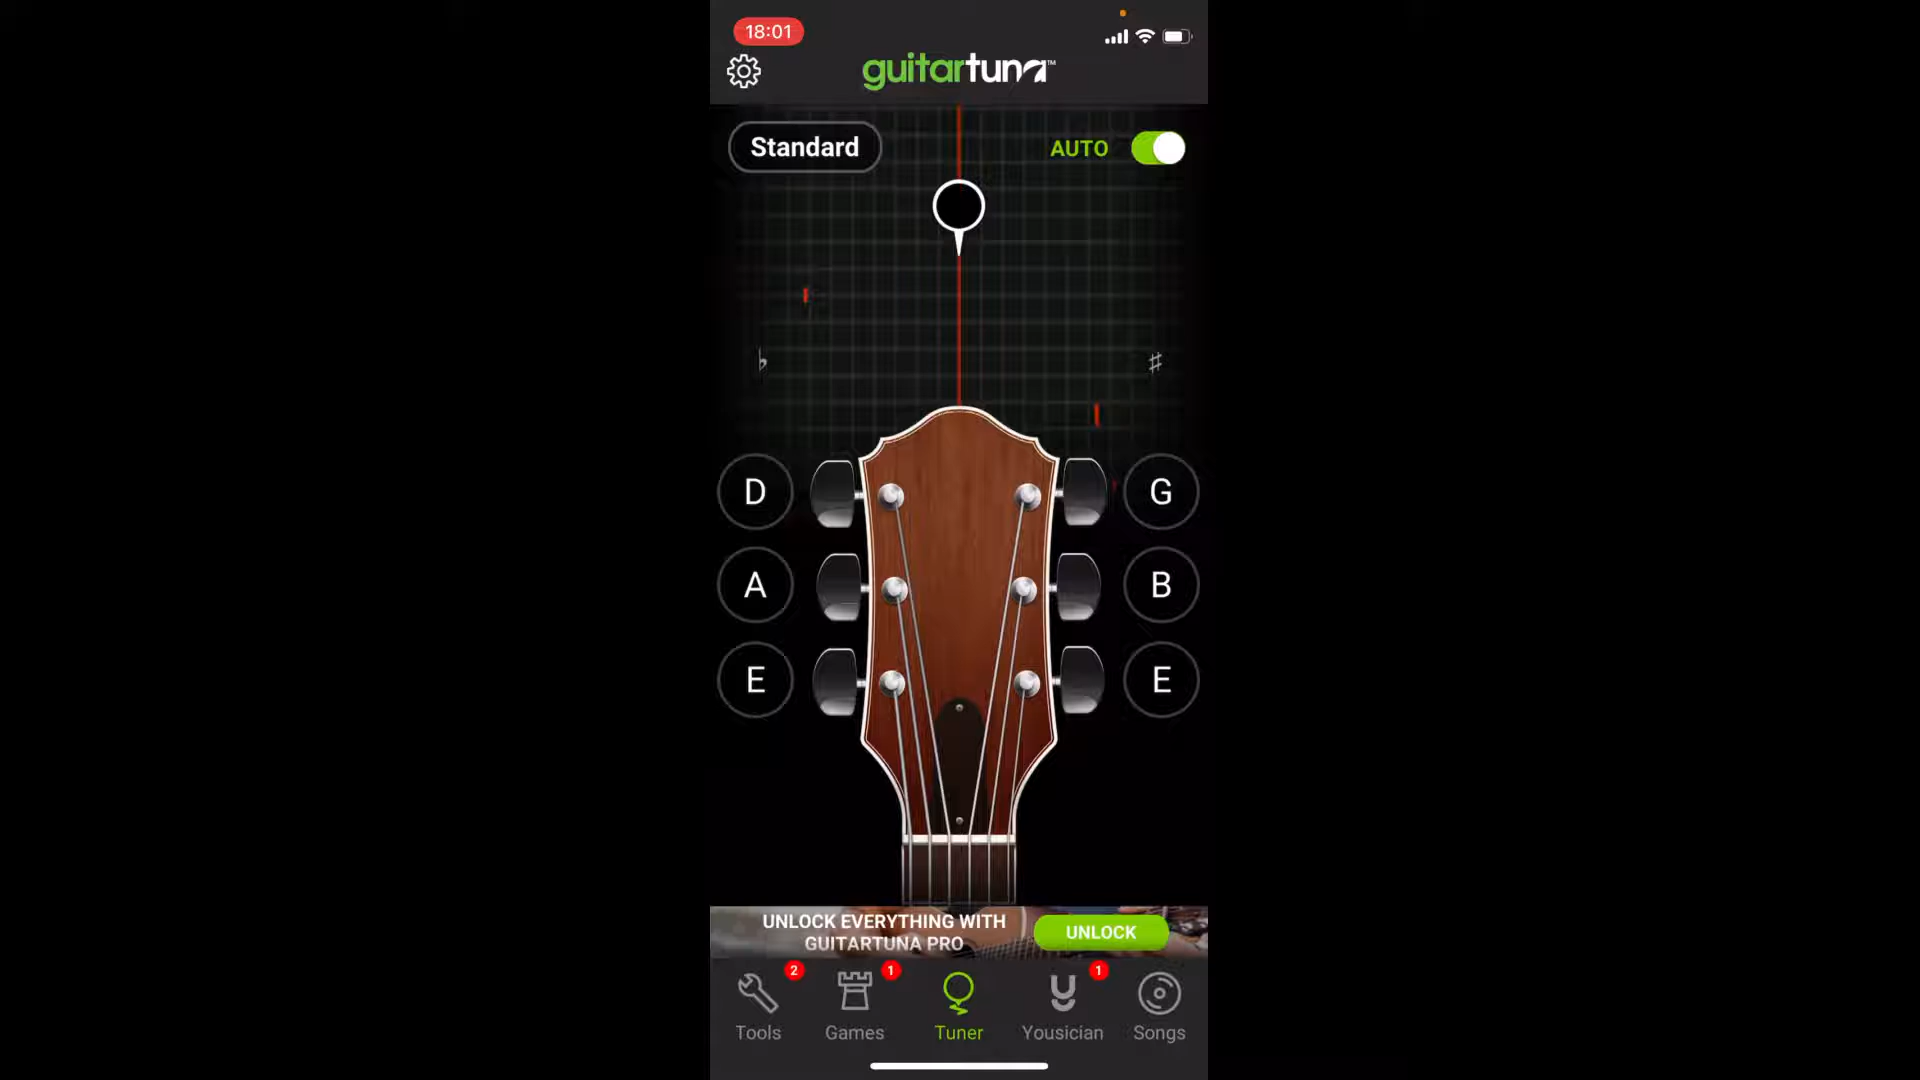 18:01
guitartuna™
Standard
AUTO
♭
♯
D
G
A
B
E
E
UNLOCK EVERYTHING WITH
GUITARTUNA PRO
UNLOCK
2
1
1
Tools
Games
Tuner
Yousician
Songs